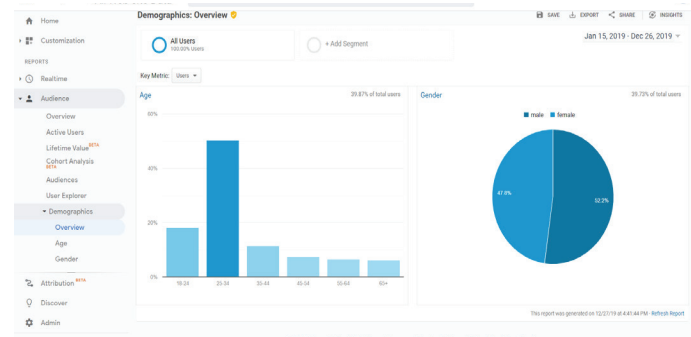 Home
Customization
REPORTS
Realtime
Audience
Overview
Active Users
Lifetime Value BETA
Cohort Analysis
BETA
Audiences
User Explorer
Demographics
Overview
Age
Gender
Attribution BETA
Discover
Admin
Demographics: Overview
SAVE EXPORT SHARE INSIGHTS
All Users
100.00% Users
+ Add Segment
Jan 15, 2019 - Dec 26, 2019
Key Metric: Users
Age
39.87% of total users
60%
40%
20%
0%
18-24 25-34 35-44 45-54 55-64 65+
Gender
39.73% of total users
male female
47.8%
52.2%
This report was generated on 12/27/19 at 4:41:44 PM - Refresh Report